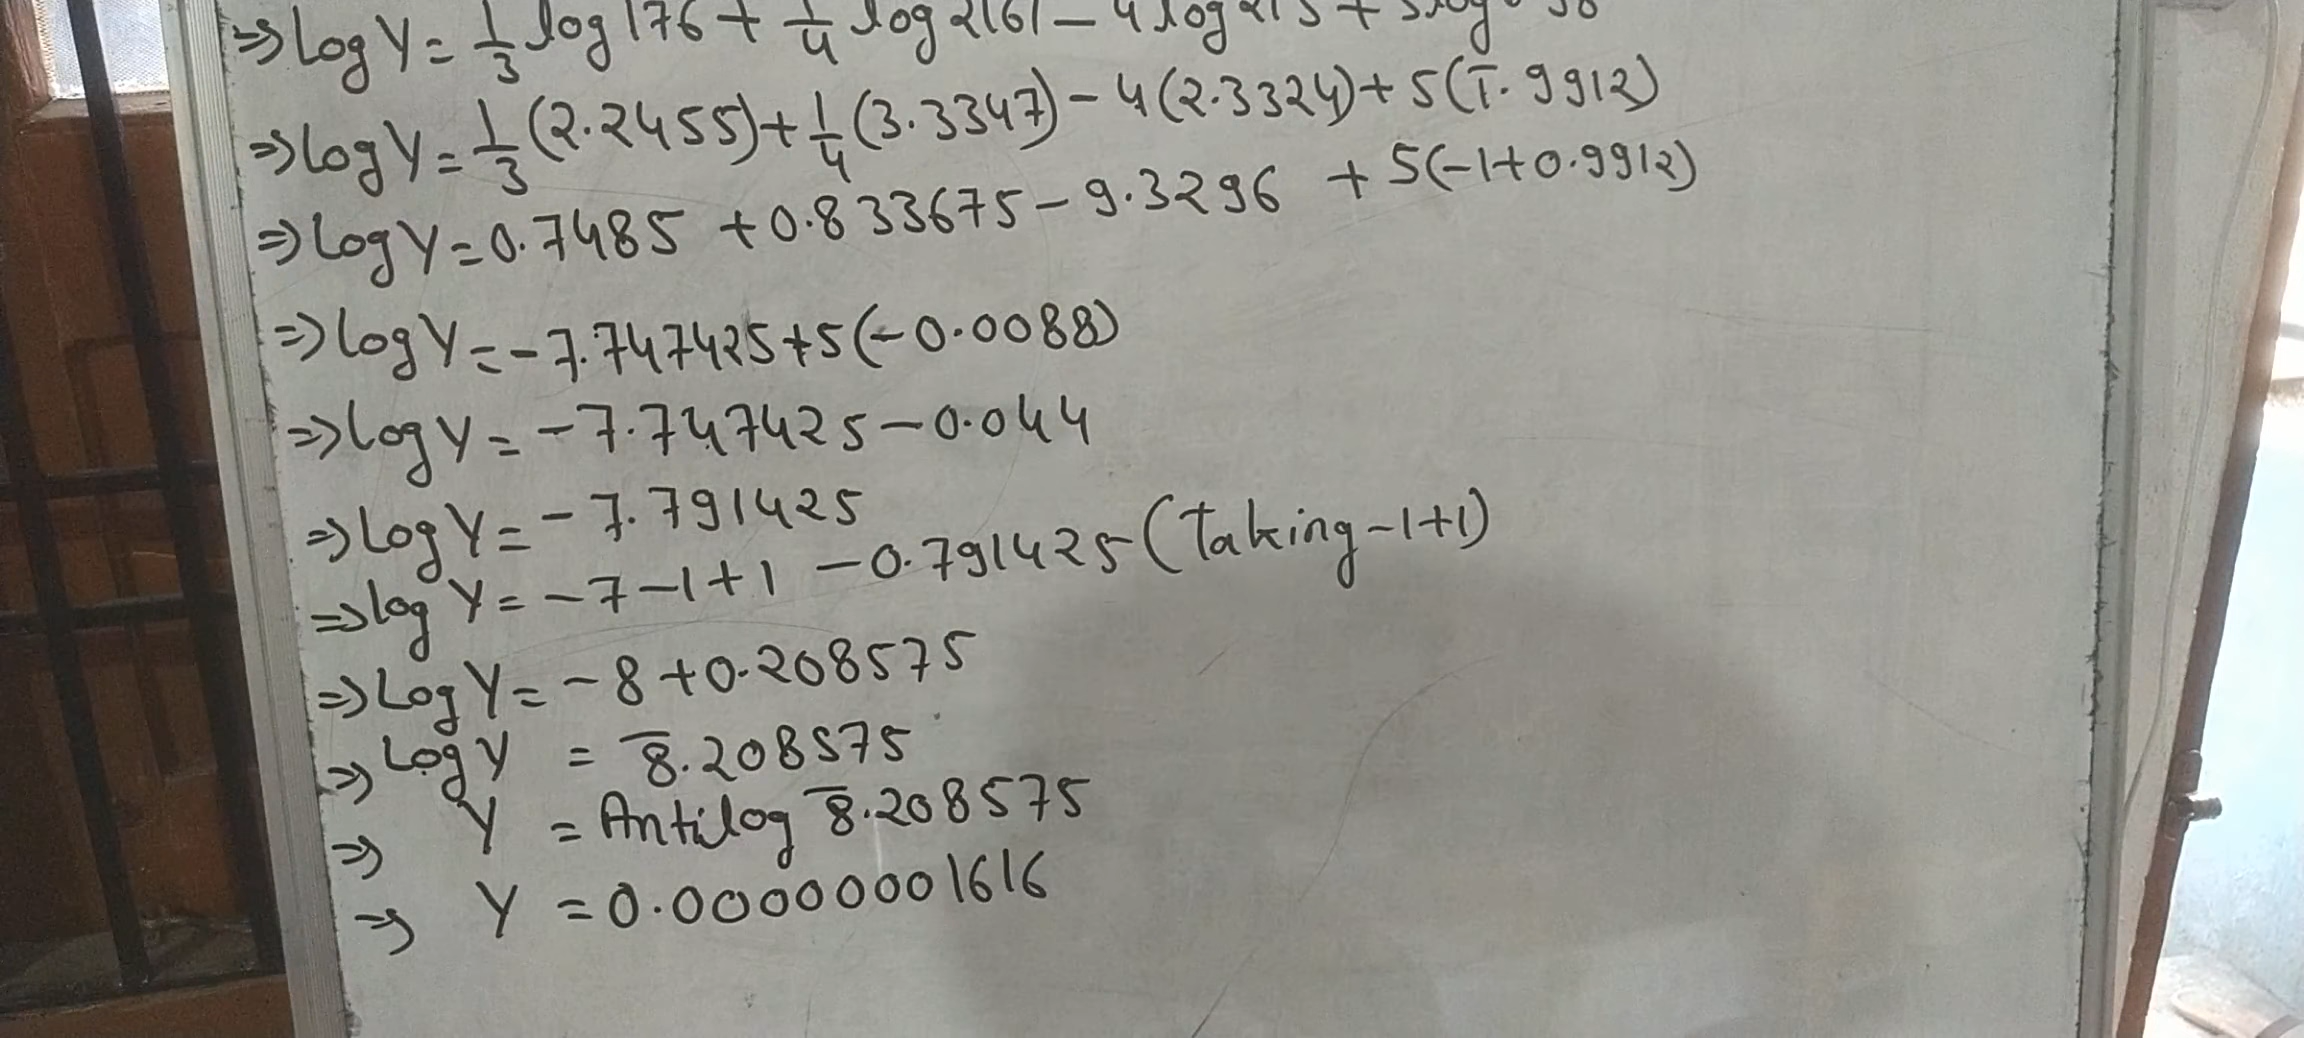 ⇒ log Y = 1/3 log 176 + 1/4 log 2161 - 4 log 215 + 5 log
⇒ log Y = 1/3 (2.2455) + 1/4 (3.3347) - 4(2.3324) + 5(1̅.9912)
⇒ log Y = 0.7485 + 0.833675 - 9.3296 + 5(-1+0.9912)
⇒ log Y = -7.747425 + 5(-0.0088)
⇒ log Y = -7.747425 - 0.044
⇒ log Y = -7.791425
⇒ log Y = -7-1+1 -0.791425 (Taking -1+1)
⇒ Log Y = -8+0.208575
⇒ Log Y = 8̅.208575
⇒ Y = Antilog 8̅.208575
⇒ Y = 0.00000001616